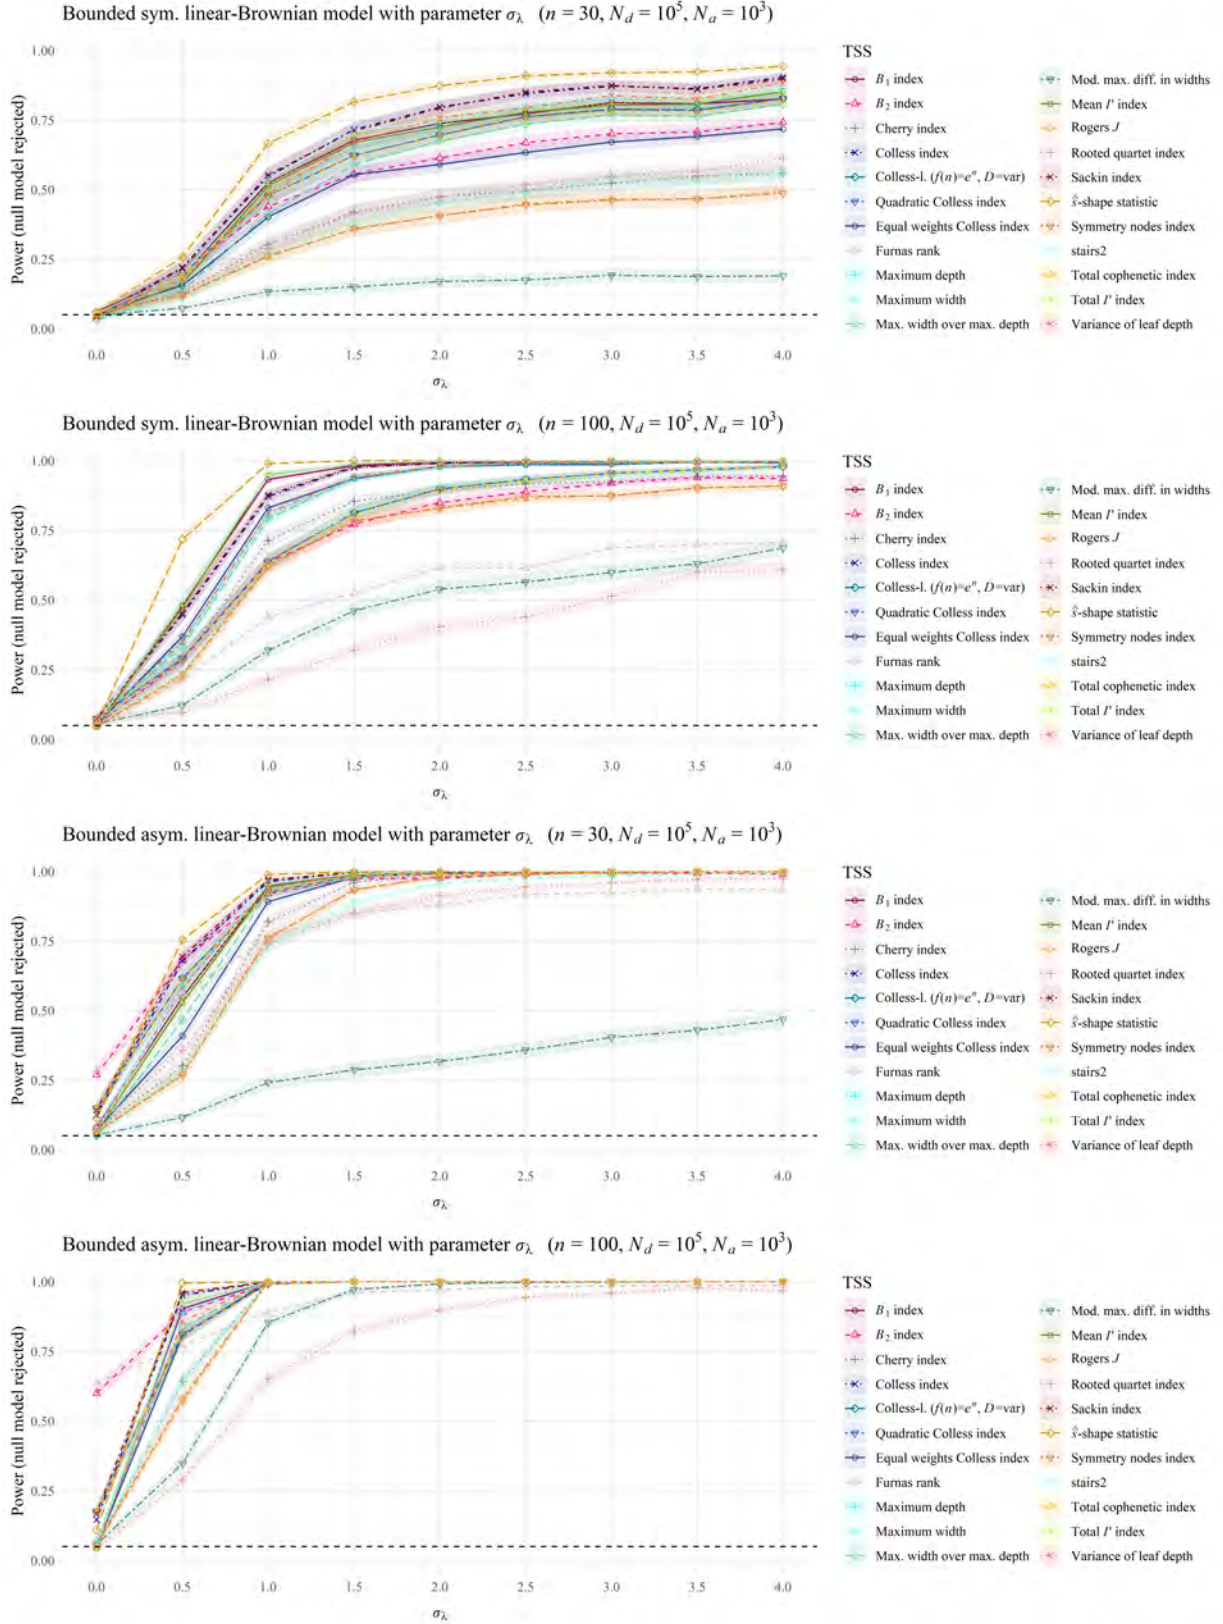 Bounded sym. linear-Brownian model with parameter σλ (n = 30, Nd = 10⁵, Na = 10³)
1.00
0.75
0.50
0.25
0.00
Power (null model rejected)
0.0 0.5 1.0 1.5 2.0 2.5 3.0 3.5 4.0
σλ
TSS
B₁ index
B₂ index
Cherry index
Colless index
Colless-l. (f(n)=eⁿ, D=var)
Quadratic Colless index
Equal weights Colless index
Furnas rank
Maximum depth
Maximum width
Max. width over max. depth
Mod. max. diff. in widths
Mean I' index
Rogers J
Rooted quartet index
Sackin index
ŝ-shape statistic
Symmetry nodes index
stairs2
Total cophenetic index
Total I' index
Variance of leaf depth
Bounded sym. linear-Brownian model with parameter σλ (n = 100, Nd = 10⁵, Na = 10³)
1.00
0.75
0.50
0.25
0.00
Power (null model rejected)
0.0 0.5 1.0 1.5 2.0 2.5 3.0 3.5 4.0
σλ
TSS
B₁ index
B₂ index
Cherry index
Colless index
Colless-l. (f(n)=eⁿ, D=var)
Quadratic Colless index
Equal weights Colless index
Furnas rank
Maximum depth
Maximum width
Max. width over max. depth
Mod. max. diff. in widths
Mean I' index
Rogers J
Rooted quartet index
Sackin index
ŝ-shape statistic
Symmetry nodes index
stairs2
Total cophenetic index
Total I' index
Variance of leaf depth
Bounded asym. linear-Brownian model with parameter σλ (n = 30, Nd = 10⁵, Na = 10³)
1.00
0.75
0.50
0.25
0.00
Power (null model rejected)
0.0 0.5 1.0 1.5 2.0 2.5 3.0 3.5 4.0
σλ
TSS
B₁ index
B₂ index
Cherry index
Colless index
Colless-l. (f(n)=eⁿ, D=var)
Quadratic Colless index
Equal weights Colless index
Furnas rank
Maximum depth
Maximum width
Max. width over max. depth
Mod. max. diff. in widths
Mean I' index
Rogers J
Rooted quartet index
Sackin index
ŝ-shape statistic
Symmetry nodes index
stairs2
Total cophenetic index
Total I' index
Variance of leaf depth
Bounded asym. linear-Brownian model with parameter σλ (n = 100, Nd = 10⁵, Na = 10³)
1.00
0.75
0.50
0.25
0.00
Power (null model rejected)
0.0 0.5 1.0 1.5 2.0 2.5 3.0 3.5 4.0
σλ
TSS
B₁ index
B₂ index
Cherry index
Colless index
Colless-l. (f(n)=eⁿ, D=var)
Quadratic Colless index
Equal weights Colless index
Furnas rank
Maximum depth
Maximum width
Max. width over max. depth
Mod. max. diff. in widths
Mean I' index
Rogers J
Rooted quartet index
Sackin index
ŝ-shape statistic
Symmetry nodes index
stairs2
Total cophenetic index
Total I' index
Variance of leaf depth